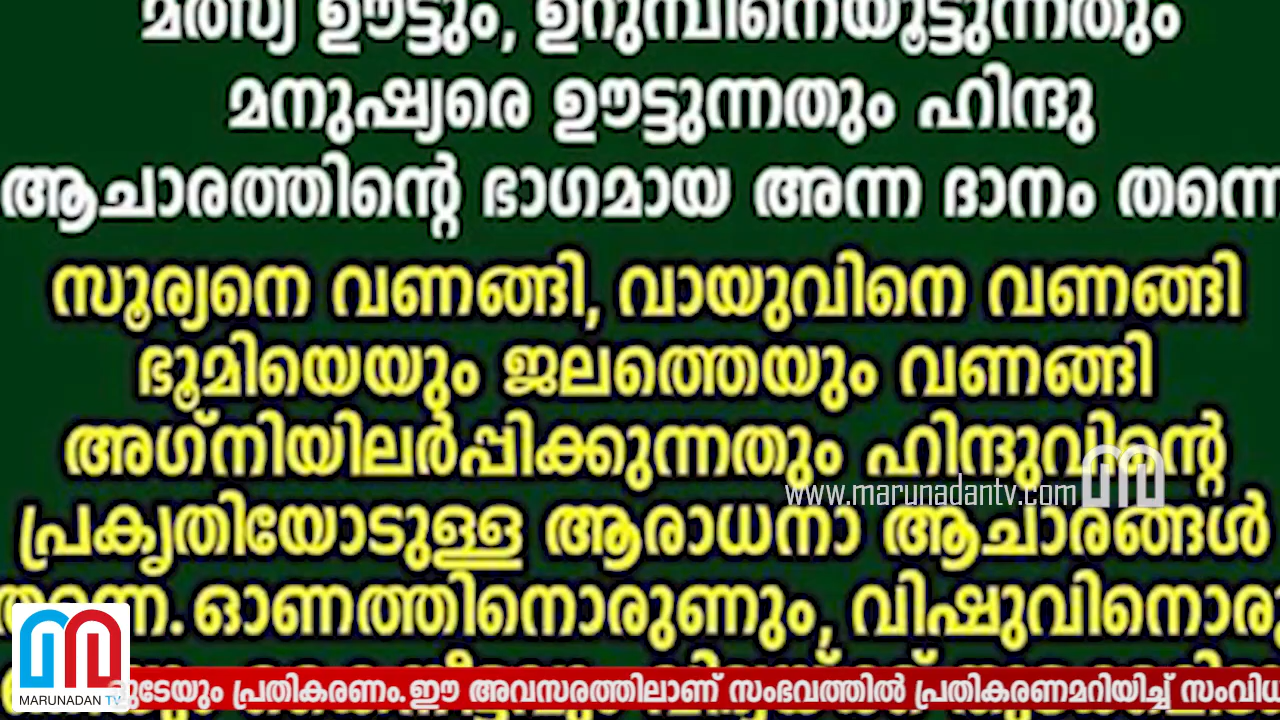 മത്സ്യ ഊട്ടും, ഉറുമ്പിനെയൂട്ടുന്നതും
മനുഷ്യരെ ഊട്ടുന്നതും ഹിന്ദു
ആചാരത്തിന്റെ ഭാഗമായ അന്ന ദാനം തന്നെ
സൂര്യനെ വണങ്ങി, വായുവിനെ വണങ്ങി
ഭൂമിയെയും ജലത്തെയും വണങ്ങി
അഗ്നിയിലർപ്പിക്കുന്നതും ഹിന്ദുവിന്റെ
www.marunadantv.com
പ്രകൃതിയോടുള്ള ആരാധനാ ആചാരങ്ങൾ
തന്നെ. ഓണത്തിനൊരുണും, വിഷുവിനൊരു
MARUNADAN TV
പ്രതികരണം.ഈ അവസരത്തിലാണ് സംഭവത്തിൽ പ്രതികരണമറിയിച്ച്